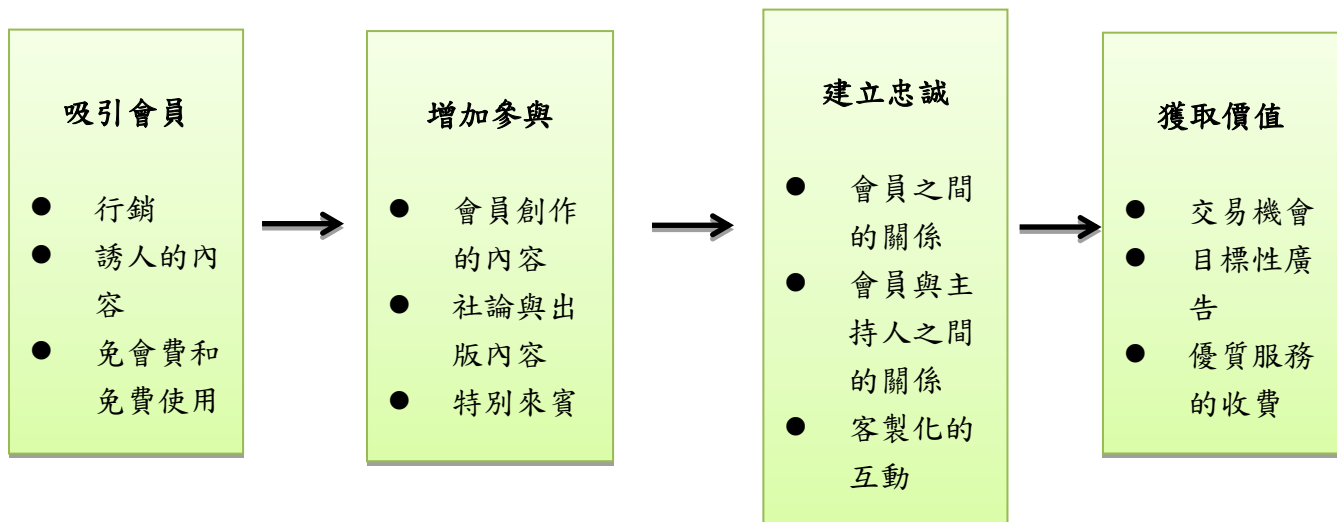 吸引會員
● 行銷
● 誘人的內
容
● 免會費和
免費使用
增加參與
● 會員創作
的內容
● 社論與出
版內容
● 特別來賓
建立忠誠
● 會員之間
的關係
● 會員與主
持人之間
的關係
● 客製化的
互動
獲取價值
● 交易機會
● 目標性廣
告
● 優質服務
的收費